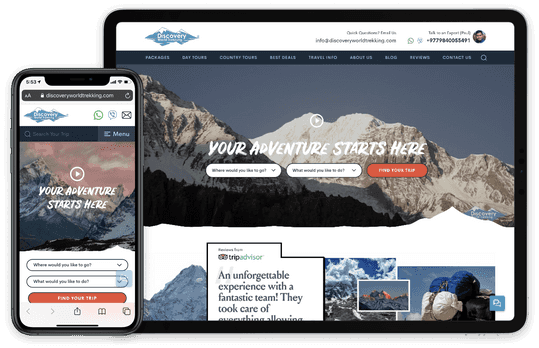 5:53
AA discoveryworldtrekking.com
Discovery
Search Your Trip
Menu
YOUR ADVENTURE
STARTS HERE
Where would you like to go?
What would you like to do?
FIND YOUR TRIP
Discovery
Quick Questions? Email Us
info@discoveryworldtrekking.com
Talk to an Expert (Paul)
+9779840055491
PACKAGES
DAY TOURS
COUNTRY TOURS
BEST DEALS
TRAVEL INFO
ABOUT US
BLOG
REVIEWS
CONTACT US
YOUR ADVENTURE STARTS HERE
Where would you like to go?
What would you like to do?
FIND YOUR TRIP
Discovery
Reviews from
tripadvisor
An unforgettable
experience with a
fantastic team! They
took care of
everything allowing